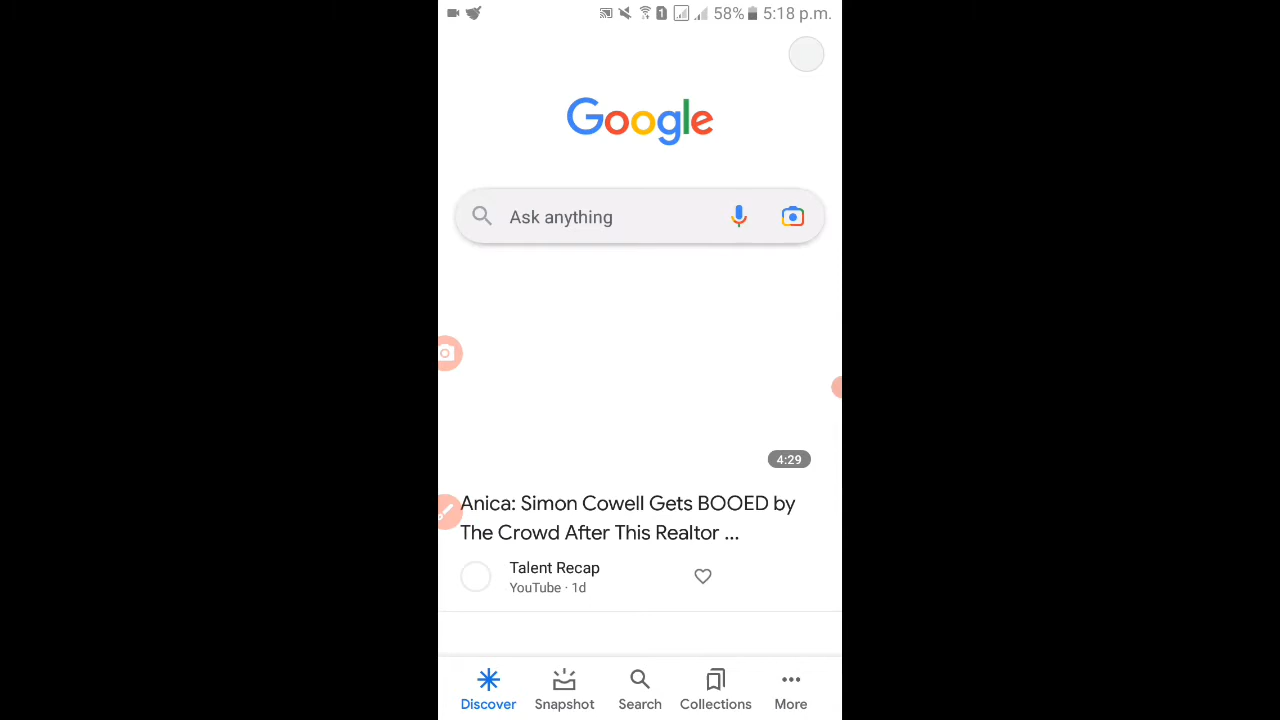 1 58% 5:18 p.m.
Google
Ask anything
4:29
Anica: Simon Cowell Gets BOOED by
The Crowd After This Realtor ...
Talent Recap
YouTube · 1d
Discover Snapshot Search Collections More